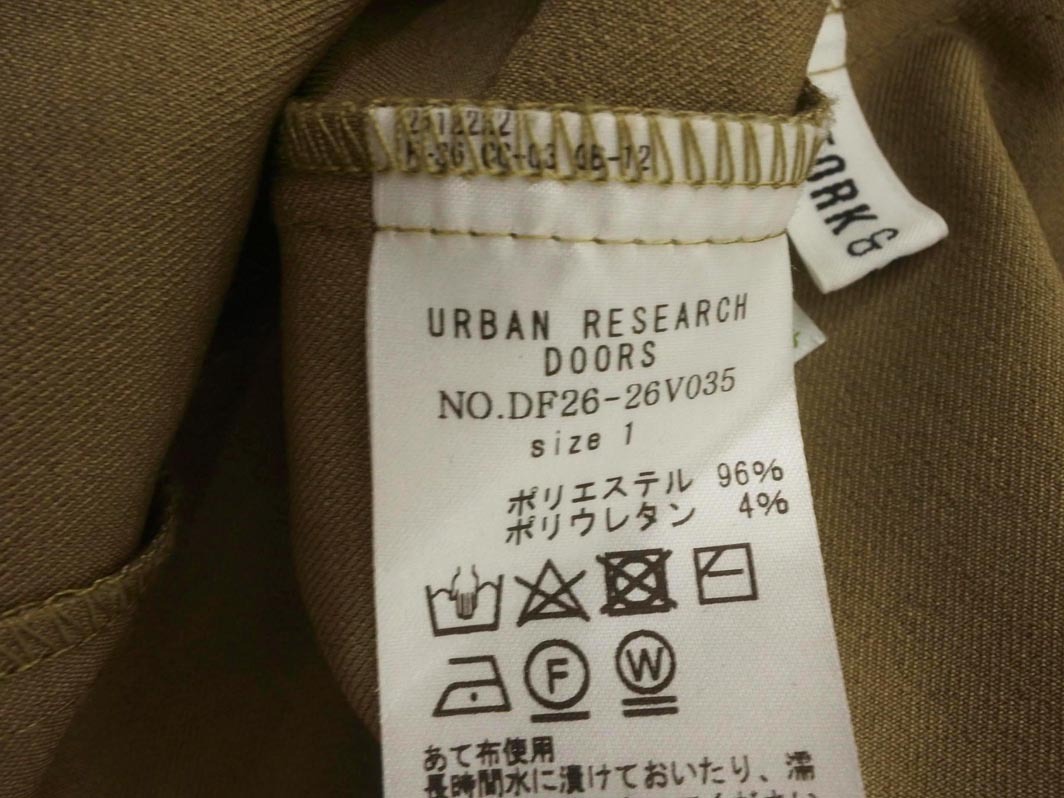 ORK&
URBAN RESEARCH
DOORS
NO.DF26-26V035
size 1
ポリエステル 96%
ポリウレタン 4%
F W
あて布使用
長時間水に漬けておいたり、濡